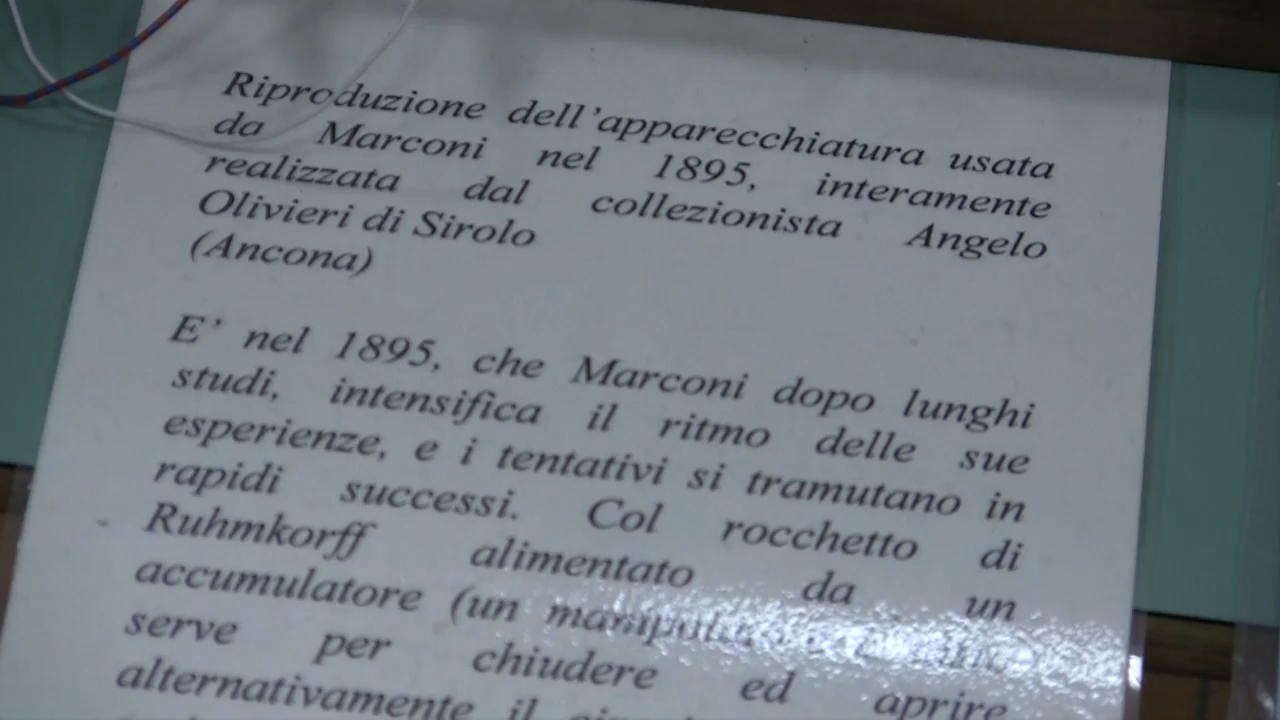 Riproduzione dell'apparecchiatura usata
da Marconi nel 1895, interamente
realizzata dal collezionista Angelo
Olivieri di Sirolo
(Ancona)
E' nel 1895, che Marconi dopo lunghi
studi, intensifica il ritmo delle sue
esperienze, e i tentativi si tramutano in
rapidi successi. Col rocchetto di
Ruhmkorff alimentato da un
accumulatore (un
serve per chiudere ed aprire
alternativamente il